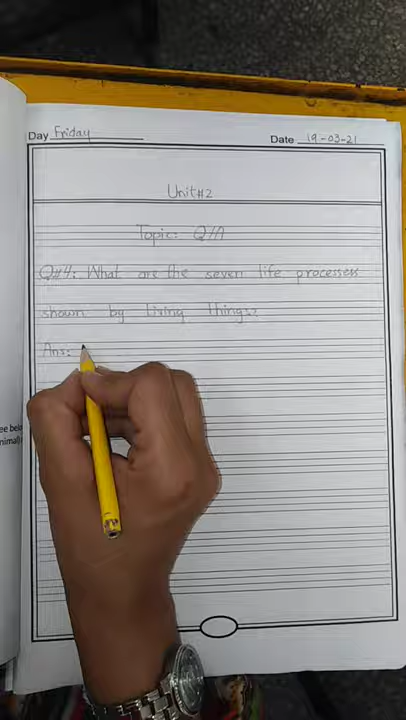 Day Friday
Date 19-03-21
Unit#2
Topic: Q/A
Q#4: What are the seven life processes
shown by living things?
Ans: